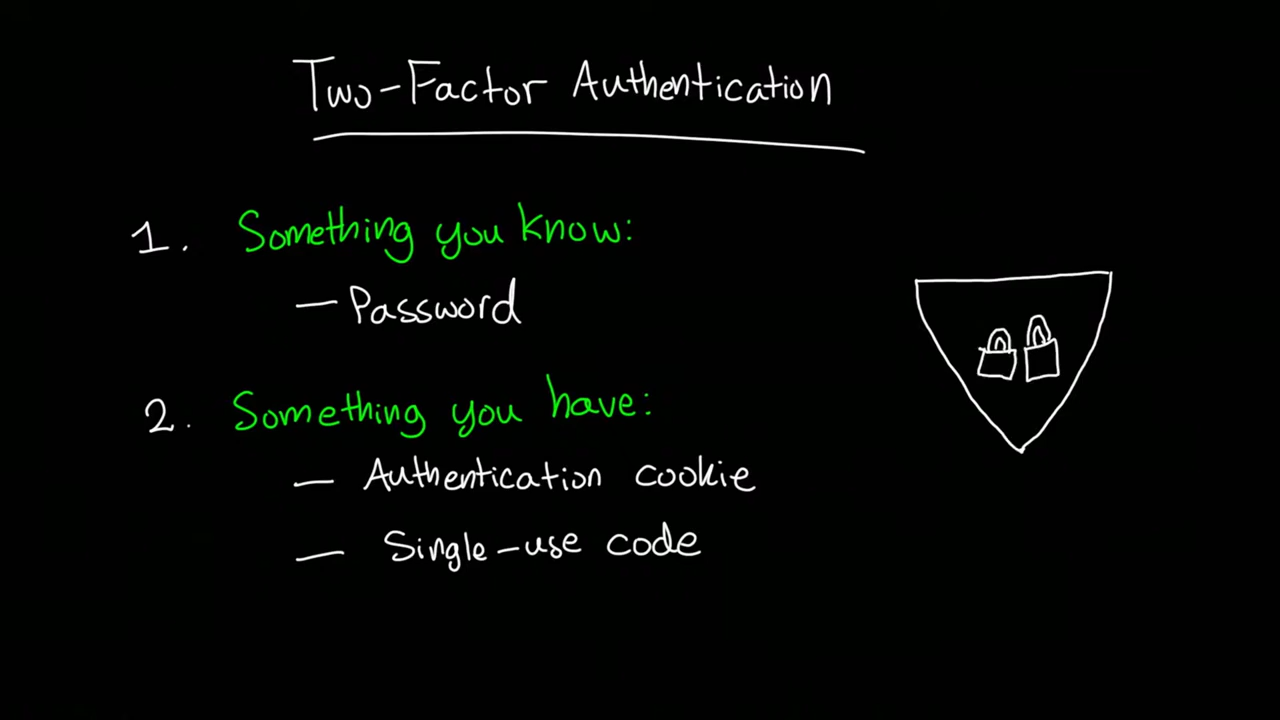 Two-Factor Authentication
1. Something you know:
— Password
2. Something you have:
— Authentication cookie
— Single-use code